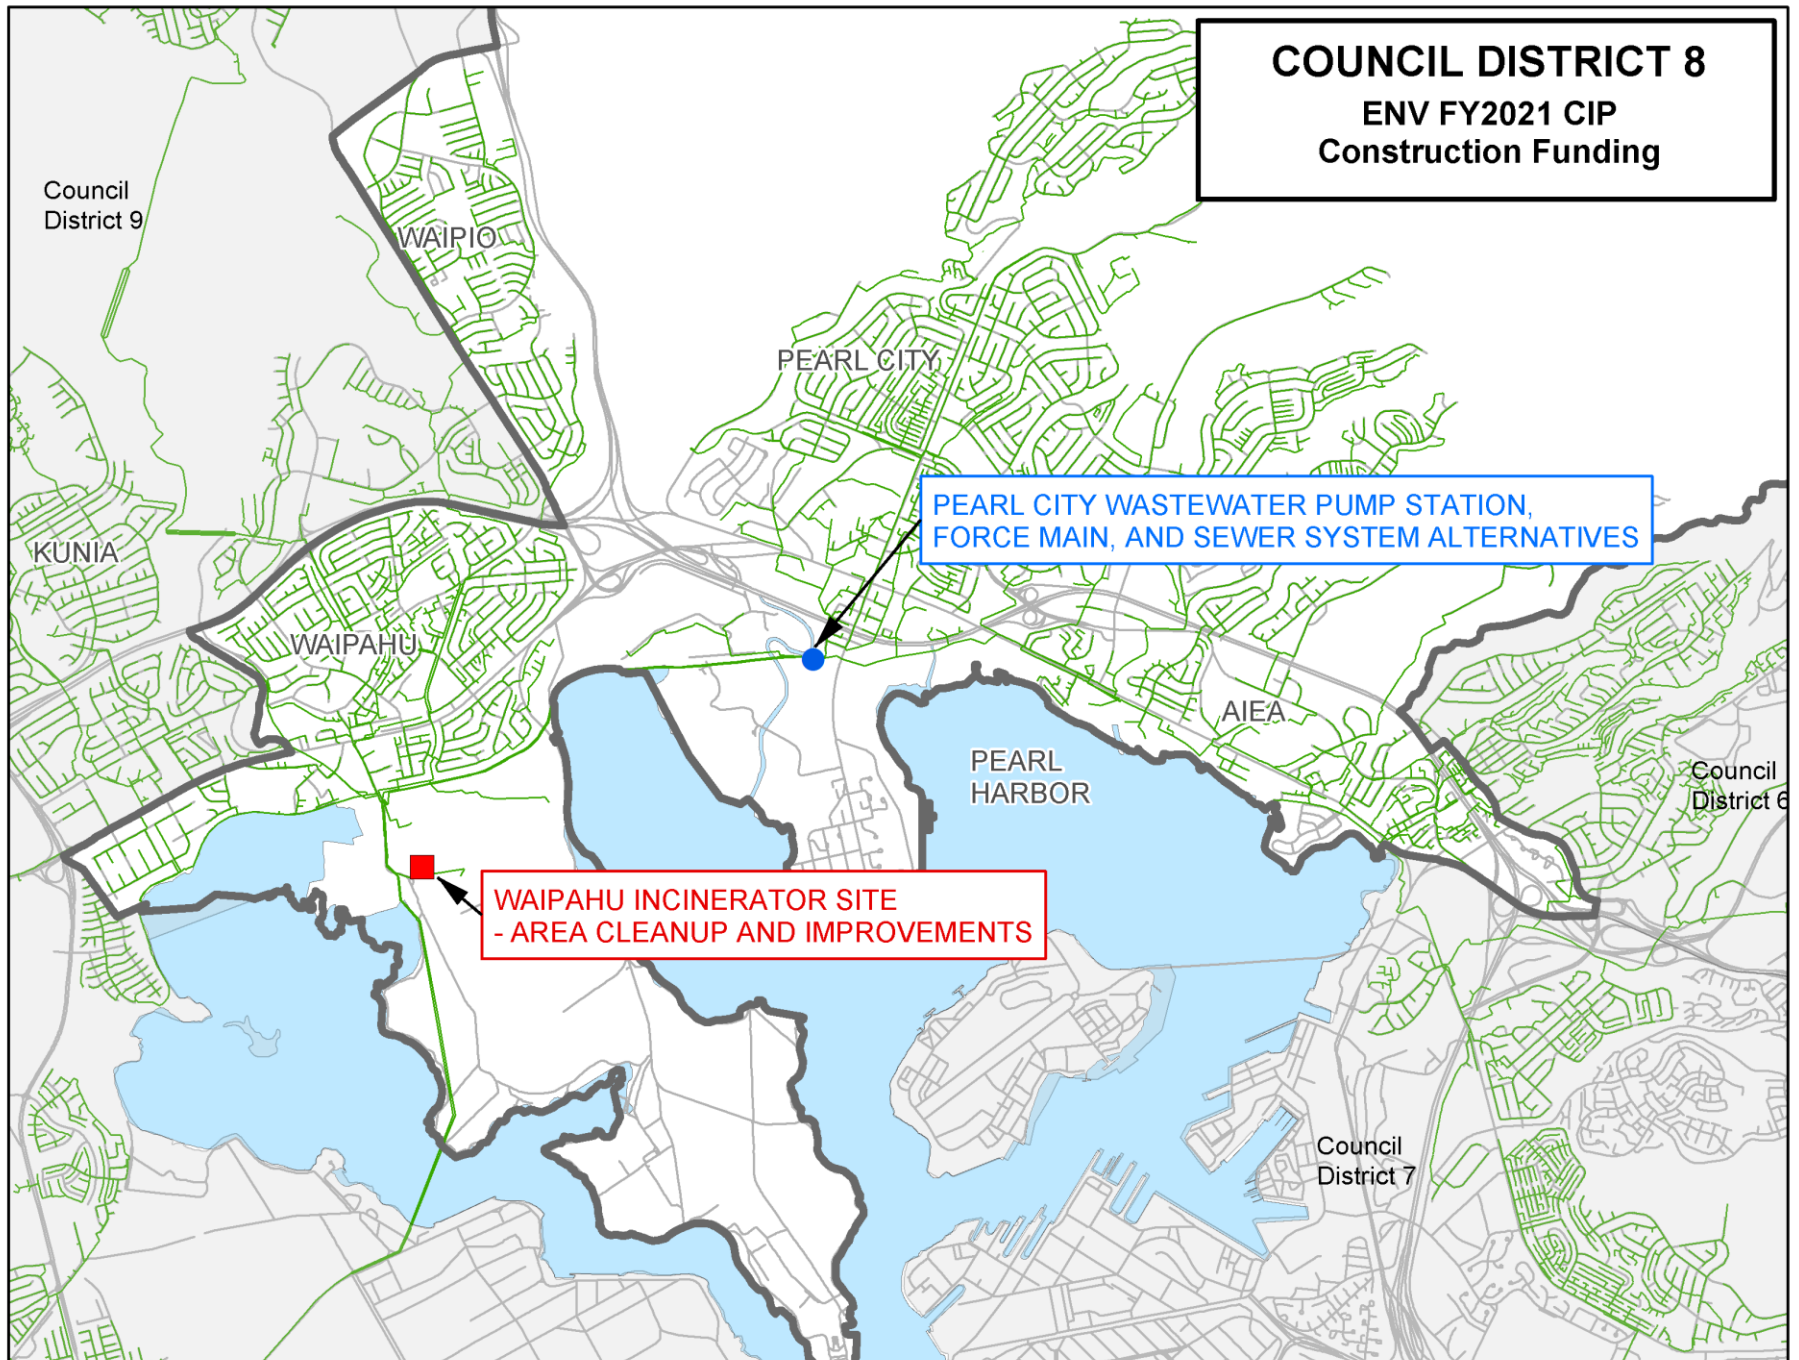 COUNCIL DISTRICT 8
ENV FY2021 CIP
Construction Funding
Council
District 9
WAIPIO
PEARL CITY
PEARL CITY WASTEWATER PUMP STATION,
FORCE MAIN, AND SEWER SYSTEM ALTERNATIVES
KUNIA
WAIPAHU
AIEA
PEARL
HARBOR
Council
District 6
WAIPAHU INCINERATOR SITE
- AREA CLEANUP AND IMPROVEMENTS
Council
District 7